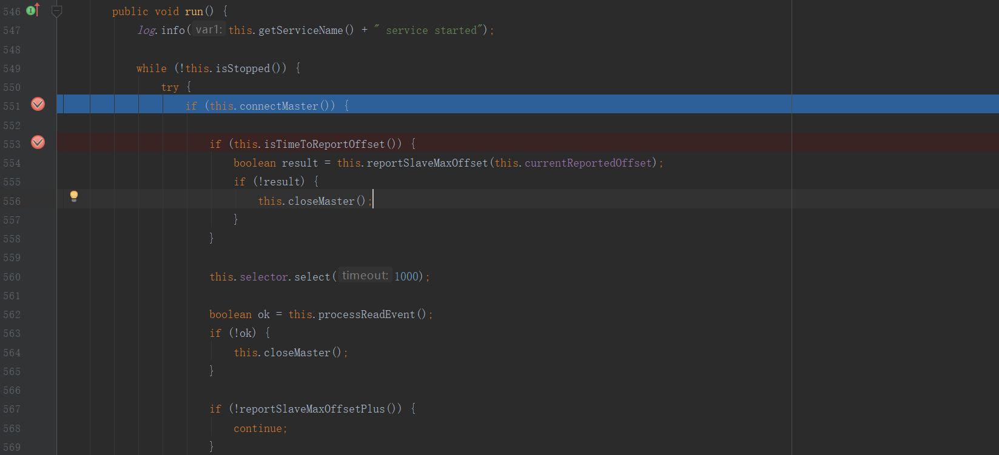 546 public void run() {
547 log.info( var1: this.getServiceName() + " service started");
548
549 while (!this.isStopped()) {
550 try {
551 if (this.connectMaster()) {
552
553 if (this.isTimeToReportOffset()) {
554 boolean result = this.reportSlaveMaxOffset(this.currentReportedOffset);
555 if (!result) {
556 this.closeMaster();
557 }
558 }
559
560 this.selector.select( timeout: 1000);
561
562 boolean ok = this.processReadEvent();
563 if (!ok) {
564 this.closeMaster();
565 }
566
567 if (!reportSlaveMaxOffsetPlus()) {
568 continue;
569 }